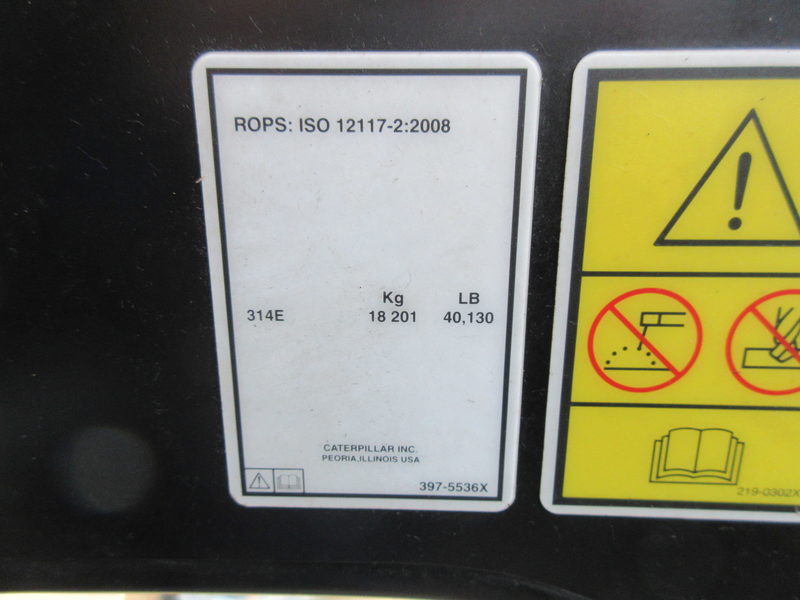 ROPS: ISO 12117-2:2008
Kg LB
314E 18 201 40,130
CATERPILLAR INC.
PEORIA,ILLINOIS USA
397-5536X
219-0302X